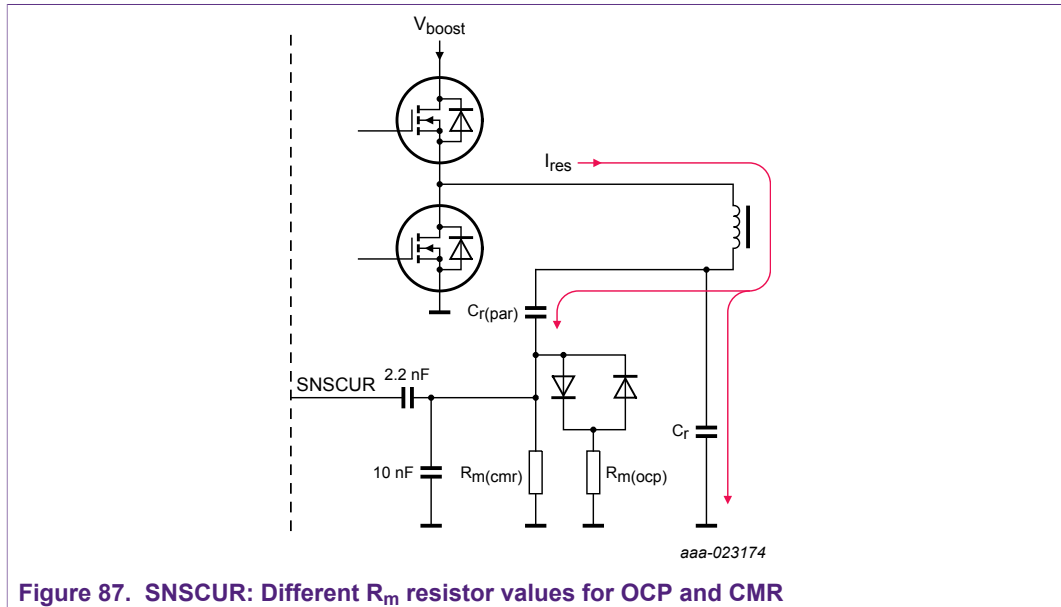 Vboost
Ires
Cr(par)
SNSCUR
2.2 nF
10 nF
Rm(cmr)
Rm(ocp)
Cr
aaa-023174
Figure 87. SNSCUR: Different Rm resistor values for OCP and CMR